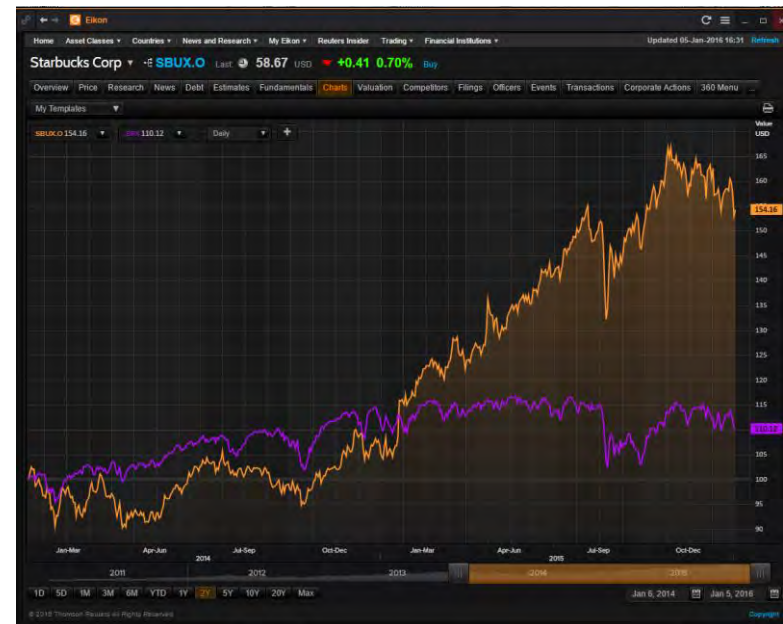 Eikon
Home Asset Classes Countries News and Research My Eikon Reuters Insider Trading Financial Institutions Updated 05-Jan-2016 16:31 Refresh
Starbucks Corp SBUX.O Last 58.67 USD +0.41 0.70% Buy
Overview Price Research News Debt Estimates Fundamentals Charts Valuation Competitors Filings Officers Events Transactions Corporate Actions 360 Menu
My Templates
Value
SBUX.O 154.16 .SPX 110.12 Daily + USD
165
160
154.16
150
145
140
135
130
125
120
115
110.12
105
100
95
90
Jan-Mar Apr-Jun Jul-Sep Oct-Dec Jan-Mar Apr-Jun Jul-Sep Oct-Dec
2014 2015
2011 2012 2013 2014 2015
1D 5D 1M 3M 6M YTD 1Y 2Y 5Y 10Y 20Y Max Jan 6, 2014 Jan 5, 2016
Thomson Reuters All Rights Reserved Copyright